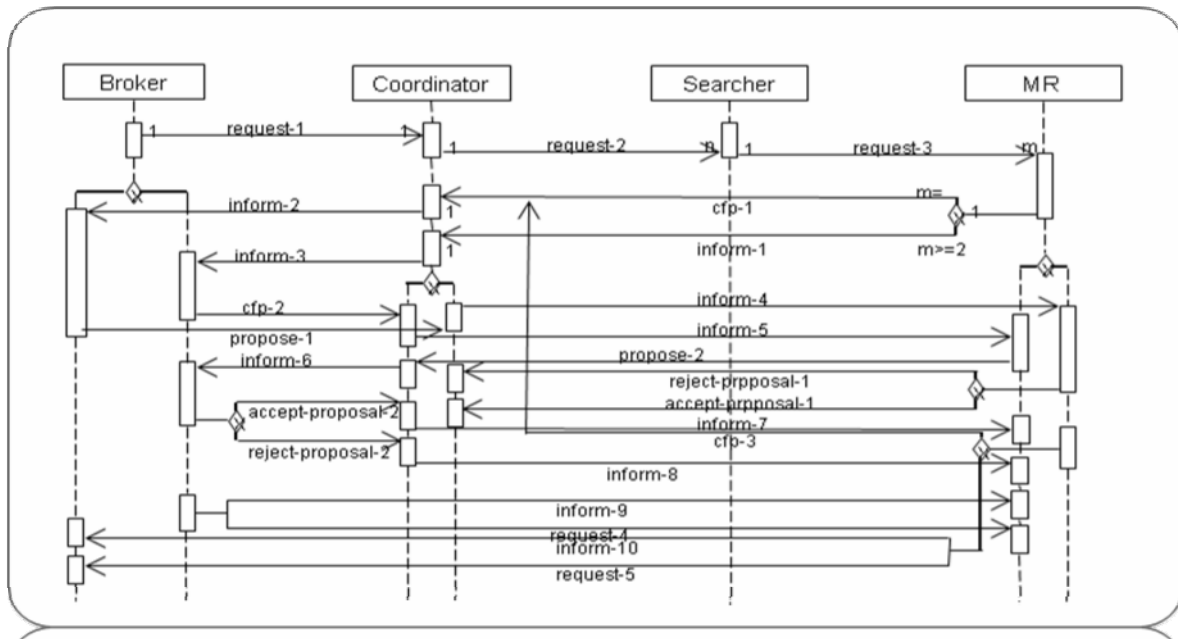 Broker
Coordinator
Searcher
MR
1 request-1 1
1 request-2 n
1 request-3 m
m=
cfp-1
1
inform-2
1
inform-1
m>=2
inform-3
1
inform-4
cfp-2
propose-1
inform-5
inform-6
propose-2
reject-prpposal-1
accept-proposal-2
accept-prpposal-1
inform-7
cfp-3
reject-proposal-2
inform-8
inform-9
request-4
inform-10
request-5